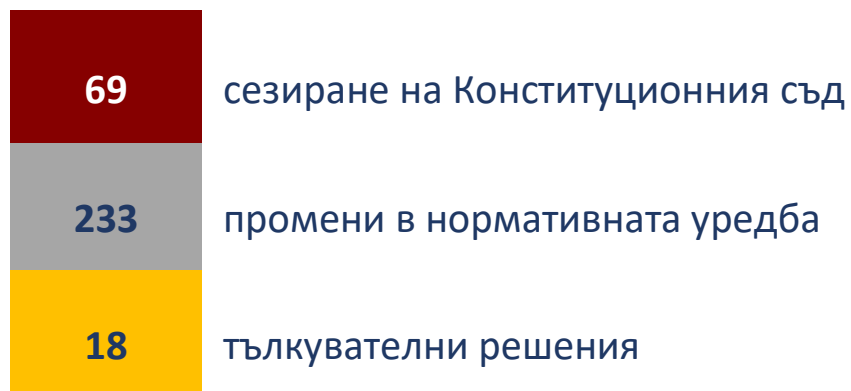 69 сезиране на Конституционния съд
233 промени в нормативната уредба
18 тълкувателни решения